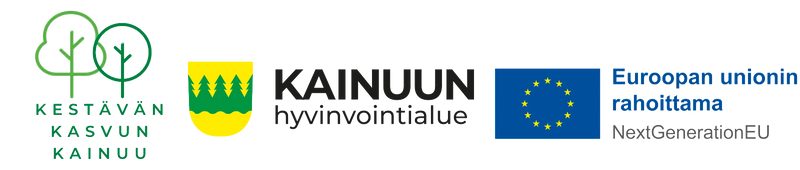 KESTÄVÄN
KASVUN
KAINUU
KAINUUN
hyvinvointialue
Euroopan unionin
rahoittama
NextGenerationEU